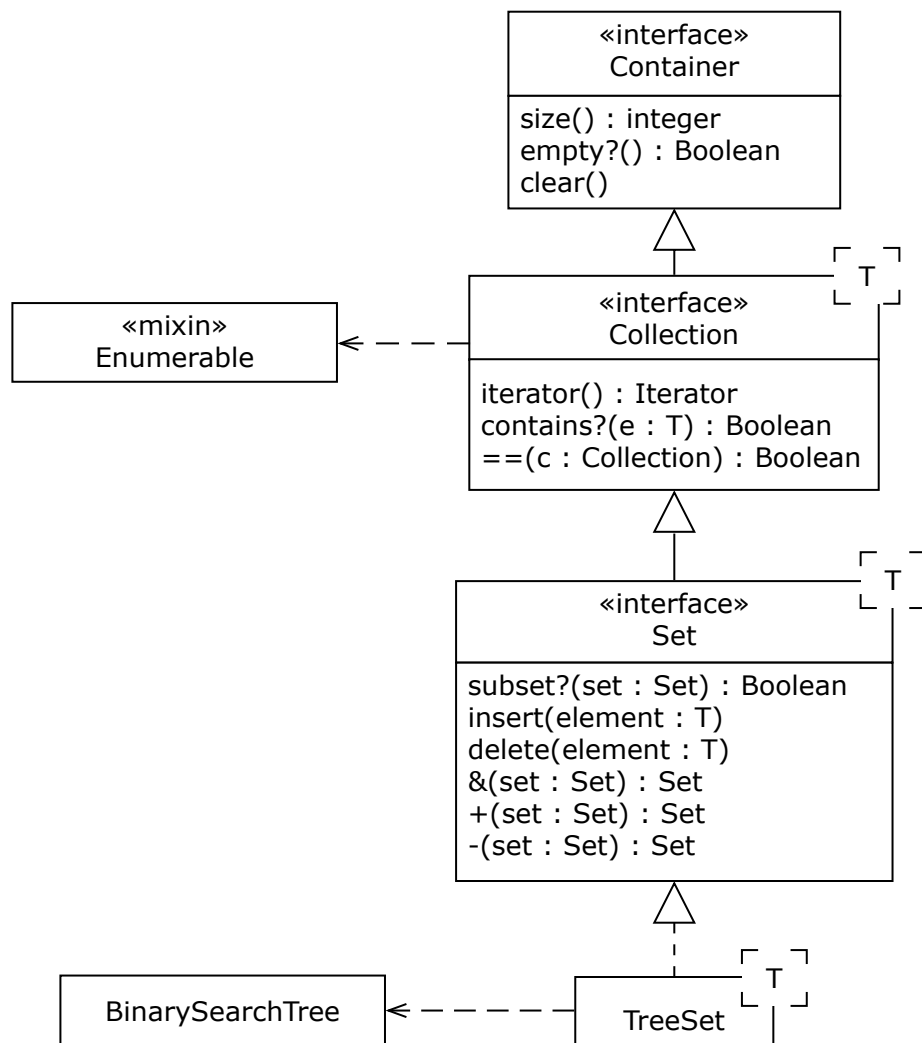 «interface»
Container
size() : integer
empty?() : Boolean
clear()
T
«interface»
Collection
«mixin»
Enumerable
iterator() : Iterator
contains?(e : T) : Boolean
==(c : Collection) : Boolean
T
«interface»
Set
subset?(set : Set) : Boolean
insert(element : T)
delete(element : T)
&(set : Set) : Set
+(set : Set) : Set
-(set : Set) : Set
T
BinarySearchTree
TreeSet